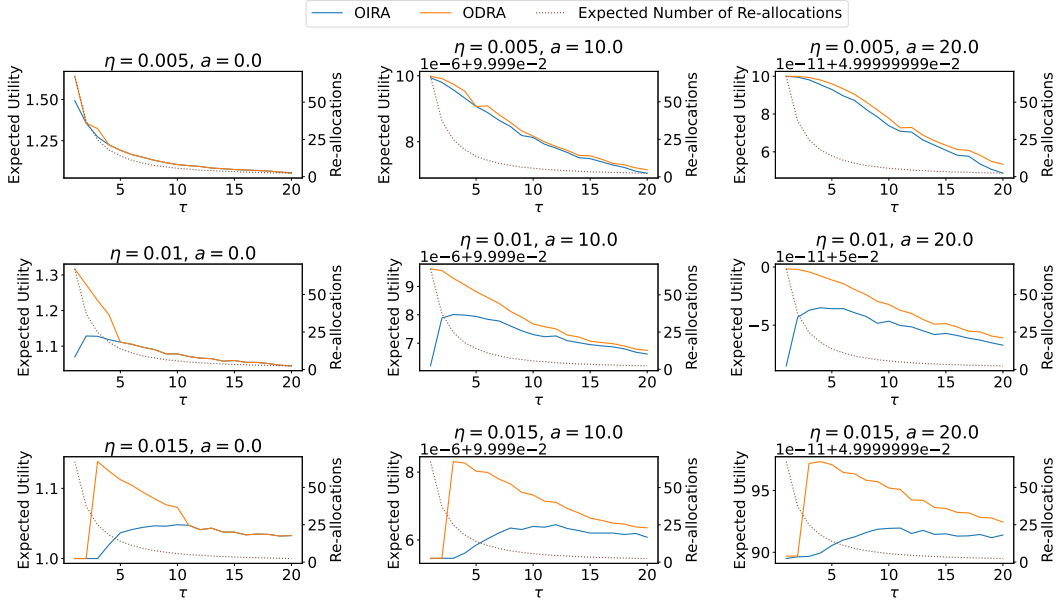 OIRA ODRA Expected Number of Re-allocations
η = 0.005, a = 0.0
Expected Utility
1.50
1.25
50
25
0
Re-allocations
5 10 15 20
τ
η = 0.005, a = 10.0
1e−6+9.999e−2
Expected Utility
10
8
50
25
0
Re-allocations
5 10 15 20
τ
η = 0.005, a = 20.0
1e−11+4.99999999e−2
Expected Utility
10
8
6
50
25
0
Re-allocations
5 10 15 20
τ
η = 0.01, a = 0.0
Expected Utility
1.3
1.2
1.1
50
25
0
Re-allocations
5 10 15 20
τ
η = 0.01, a = 10.0
1e−6+9.999e−2
Expected Utility
9
8
7
50
25
0
Re-allocations
5 10 15 20
τ
η = 0.01, a = 20.0
1e−11+5e−2
Expected Utility
0
−5
50
25
0
Re-allocations
5 10 15 20
τ
η = 0.015, a = 0.0
Expected Utility
1.1
1.0
50
25
0
Re-allocations
5 10 15 20
τ
η = 0.015, a = 10.0
1e−6+9.999e−2
Expected Utility
8
6
50
25
0
Re-allocations
5 10 15 20
τ
η = 0.015, a = 20.0
1e−11+4.9999999e−2
Expected Utility
95
90
50
25
0
Re-allocations
5 10 15 20
τ